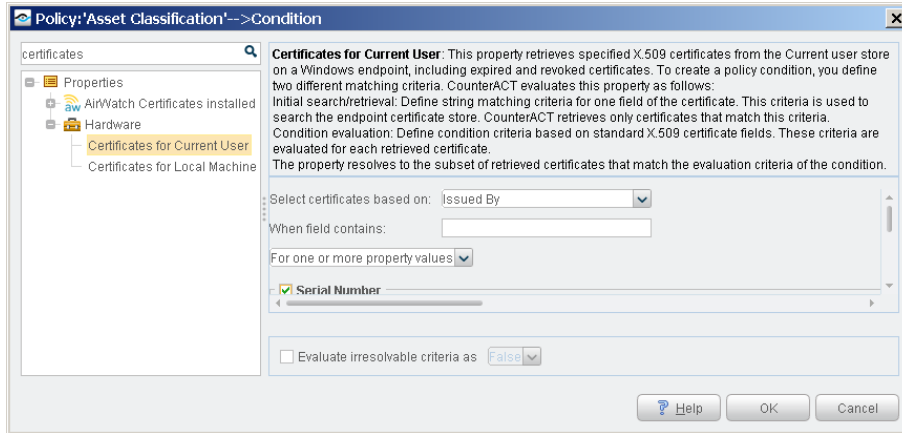 Policy:'Asset Classification'-->Condition
certificates
Properties
AirWatch Certificates installed
Hardware
Certificates for Current User
Certificates for Local Machine
Certificates for Current User: This property retrieves specified X.509 certificates from the Current user store
on a Windows endpoint, including expired and revoked certificates. To create a policy condition, you define
two different matching criteria. CounterACT evaluates this property as follows:
Initial search/retrieval: Define string matching criteria for one field of the certificate. This criteria is used to
search the endpoint certificate store. CounterACT retrieves only certificates that match this criteria.
Condition evaluation: Define condition criteria based on standard X.509 certificate fields. These criteria are
evaluated for each retrieved certificate.
The property resolves to the subset of retrieved certificates that match the evaluation criteria of the condition.
Select certificates based on: Issued By
When field contains:
For one or more property values
Serial Number
Evaluate irresolvable criteria as False
Help OK Cancel